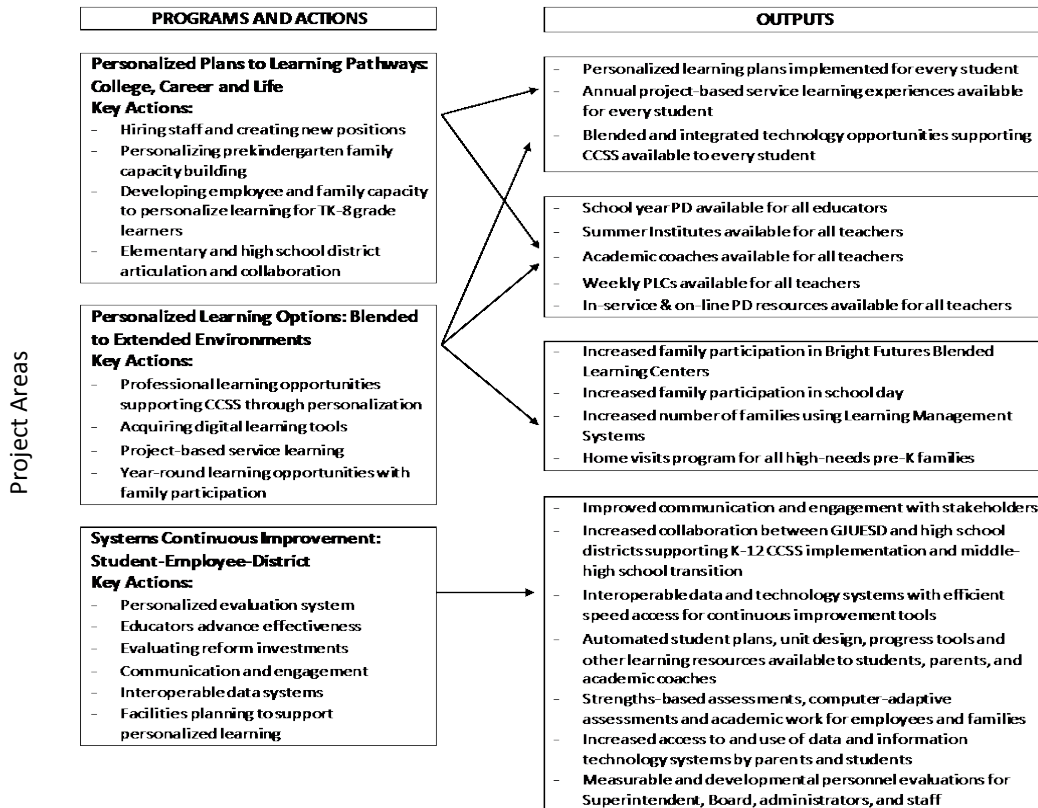 PROGRAMS AND ACTIONS
Personalized Plans to Learning Pathways:
College, Career and Life
Key Actions:
- Hiring staff and creating new positions
- Personalizing prekindergarten family
capacity building
- Developing employee and family capacity
to personalize learning for TK-8 grade
learners
- Elementary and high school district
articulation and collaboration
Personalized Learning Options: Blended
to Extended Environments
Key Actions:
- Professional learning opportunities
supporting CCSS through personalization
- Acquiring digital learning tools
- Project-based service learning
- Year-round learning opportunities with
family participation
Systems Continuous Improvement:
Student-Employee-District
Key Actions:
- Personalized evaluation system
- Educators advance effectiveness
- Evaluating reform investments
- Communication and engagement
- Interoperable data systems
- Facilities planning to support
personalized learning
Project Areas
OUTPUTS
- Personalized learning plans implemented for every student
- Annual project-based service learning experiences available
for every student
- Blended and integrated technology opportunities supporting
CCSS available to every student
- School year PD available for all educators
- Summer Institutes available for all teachers
- Academic coaches available for all teachers
- Weekly PLCs available for all teachers
- In-service & on-line PD resources available for all teachers
- Increased family participation in Bright Futures Blended
Learning Centers
- Increased family participation in school day
- Increased number of families using Learning Management
Systems
- Home visits program for all high-needs pre-K families
- Improved communication and engagement with stakeholders
- Increased collaboration between GIUESD and high school
districts supporting K-12 CCSS implementation and middle-
high school transition
- Interoperable data and technology systems with efficient
speed access for continuous improvement tools
- Automated student plans, unit design, progress tools and
other learning resources available to students, parents, and
academic coaches
- Strengths-based assessments, computer-adaptive
assessments and academic work for employees and families
- Increased access to and use of data and information
technology systems by parents and students
- Measurable and developmental personnel evaluations for
Superintendent, Board, administrators, and staff